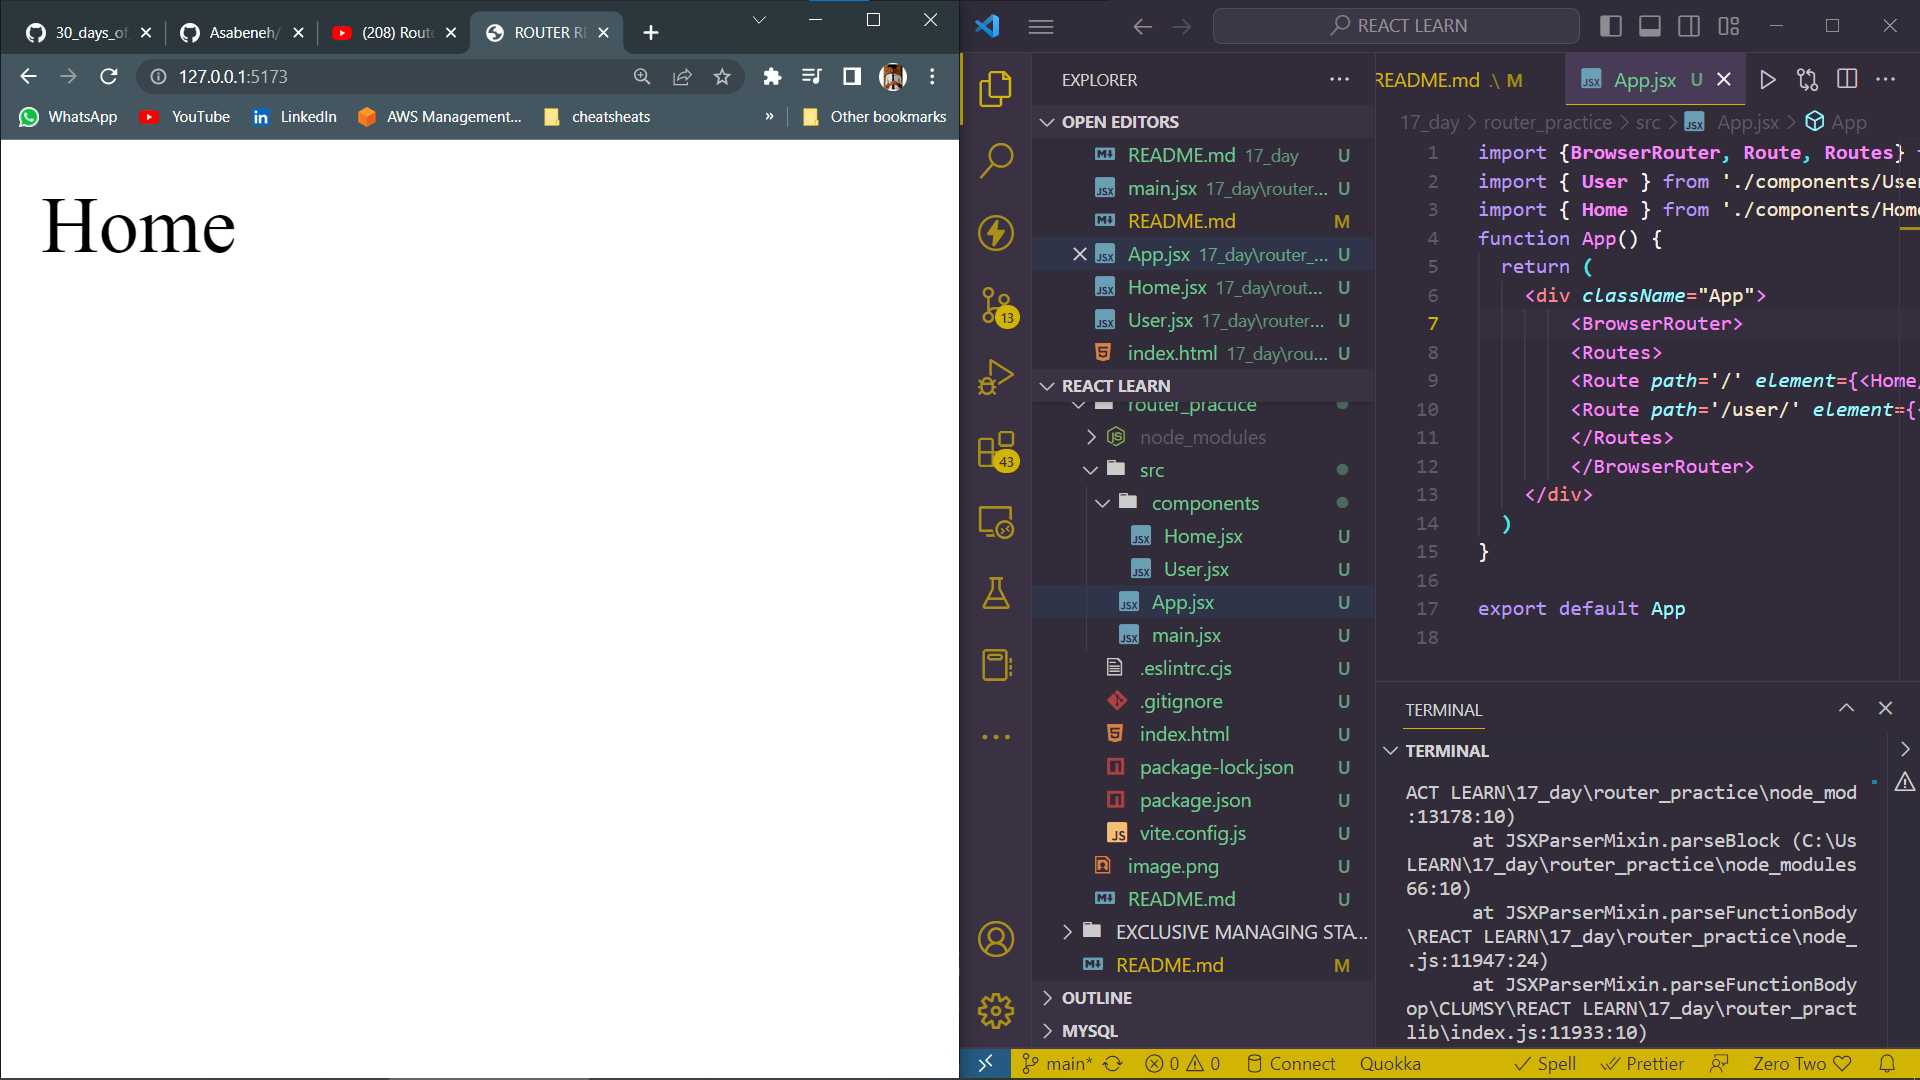 30_days_of
Asabeneh/
(208) Route
ROUTER RE
127.0.0.1:5173
WhatsApp
YouTube
LinkedIn
AWS Management...
cheatsheats
»
Other bookmarks
Home
REACT LEARN
EXPLORER
OPEN EDITORS
README.md 17_day U
main.jsx 17_day\router... U
README.md M
App.jsx 17_day\router_... U
Home.jsx 17_day\rout... U
User.jsx 17_day\router... U
index.html 17_day\rou... U
REACT LEARN
router_practice
node_modules
src
components
Home.jsx U
User.jsx U
App.jsx U
main.jsx U
.eslintrc.cjs U
.gitignore U
index.html U
package-lock.json U
package.json U
vite.config.js U
image.png U
README.md U
EXCLUSIVE MANAGING STA...
README.md M
OUTLINE
MYSQL
13
43
README.md .\ M
App.jsx U
17_day > router_practice > src > App.jsx > App
1 import {BrowserRouter, Route, Routes}
2 import { User } from './components/Use
3 import { Home } from './components/Hom
4 function App() {
5 return (
6 <div className="App">
7 <BrowserRouter>
8 <Routes>
9 <Route path='/' element={<Home
10 <Route path='/user/' element={<
11 </Routes>
12 </BrowserRouter>
13 </div>
14 )
15 }
16
17 export default App
18
TERMINAL
TERMINAL
ACT LEARN\17_day\router_practice\node_mod
:13178:10)
at JSXParserMixin.parseBlock (C:\Us
LEARN\17_day\router_practice\node_modules
66:10)
at JSXParserMixin.parseFunctionBody
\REACT LEARN\17_day\router_practice\node_
.js:11947:24)
at JSXParserMixin.parseFunctionBody
op\CLUMSY\REACT LEARN\17_day\router_pract
lib\index.js:11933:10)
main* 0 0 Connect Quokka Spell Prettier Zero Two